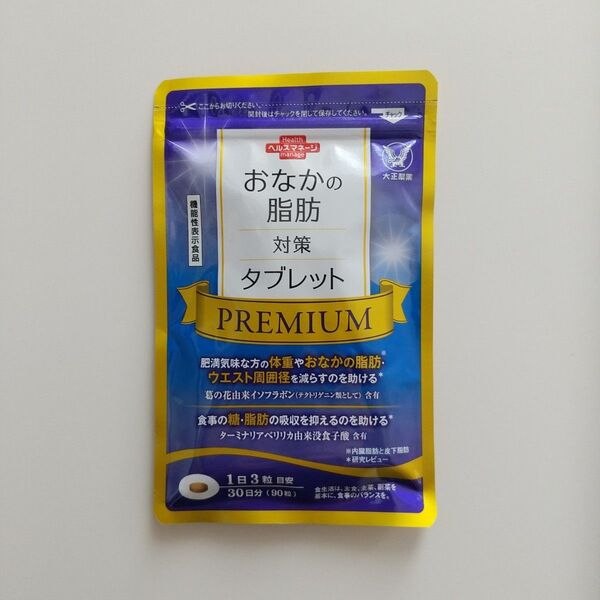 ここからお切りください。
開封後はチャックを閉じて保存してください。
チャック
Health
ヘルスマネージ
manage
大正製薬
機能性表示食品
おなかの
脂肪
対策
タブレット
PREMIUM
肥満気味な方の体重やおなかの脂肪※・
ウエスト周囲径を減らすのを助ける*
葛の花由来イソフラボン(テクトリゲニン類として)含有
食事の糖・脂肪の吸収を抑えるのを助ける*
ターミナリアベリリカ由来没食子酸 含有
※内臓脂肪と皮下脂肪
*研究レビュー
1日3粒 目安
30日分(90粒)
食生活は、主食、主菜、副菜を
基本に、食事のバランスを。